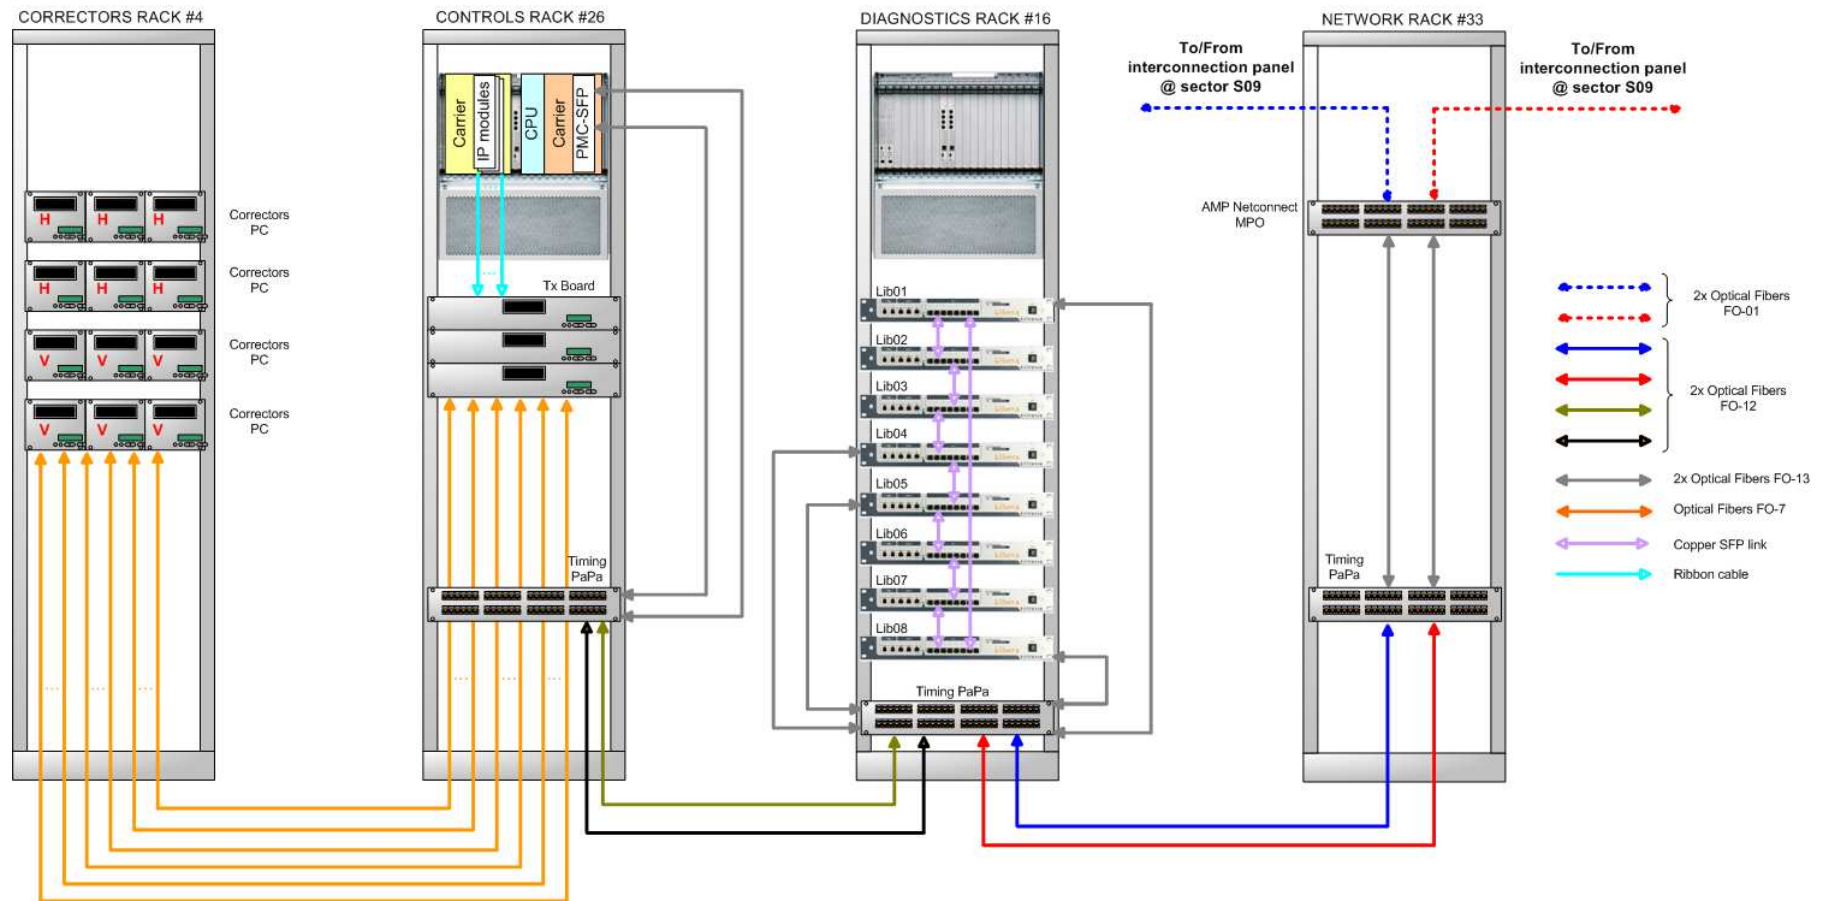 CORRECTORS RACK #4
CONTROLS RACK #26
DIAGNOSTICS RACK #16
NETWORK RACK #33
To/From
interconnection panel
@ sector S09
To/From
interconnection panel
@ sector S09
Carrier
IP modules
CPU
Carrier
PMC-SFP
H
H
H
Correctors
PC
H
H
H
Correctors
PC
V
V
V
Correctors
PC
V
V
V
Correctors
PC
...
Tx Board
Timing
PaPa
Lib01
Lib02
Lib03
Lib04
Lib05
Lib06
Lib07
Lib08
Timing PaPa
AMP Netconnect
MPO
Timing
PaPa
2x Optical Fibers
FO-01
2x Optical Fibers
FO-12
2x Optical Fibers FO-13
Optical Fibers FO-7
Copper SFP link
Ribbon cable
... ... ...
... ... ...